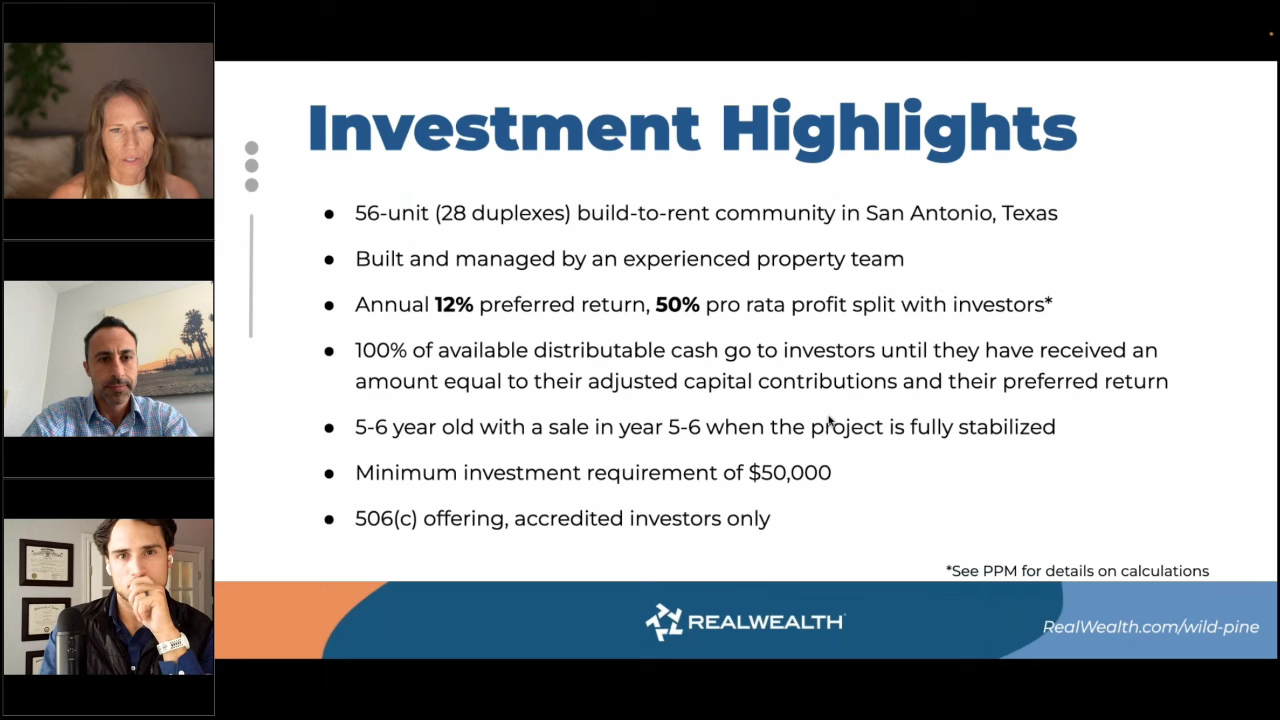 Investment Highlights
● 56-unit (28 duplexes) build-to-rent community in San Antonio, Texas
● Built and managed by an experienced property team
● Annual 12% preferred return, 50% pro rata profit split with investors*
● 100% of available distributable cash go to investors until they have received an
amount equal to their adjusted capital contributions and their preferred return
● 5-6 year old with a sale in year 5-6 when the project is fully stabilized
● Minimum investment requirement of $50,000
● 506(c) offering, accredited investors only
*See PPM for details on calculations
REALWEALTH
RealWealth.com/wild-pine